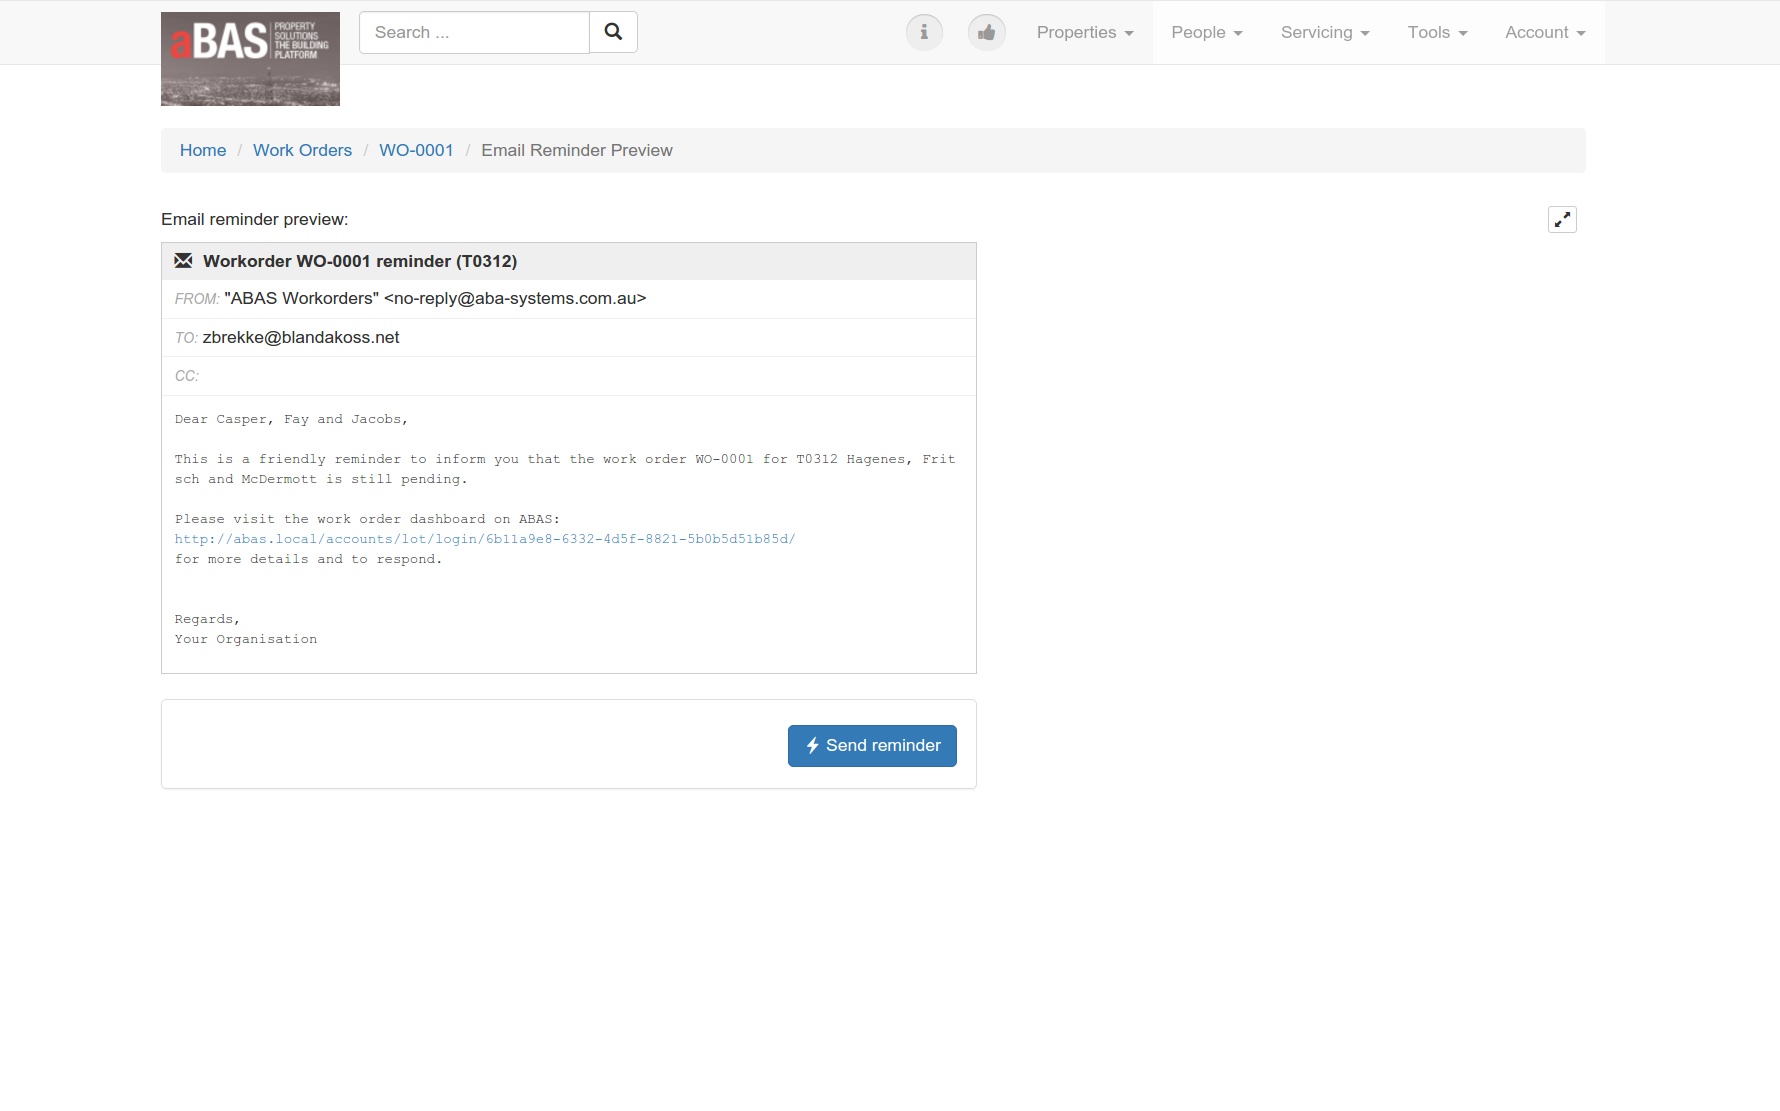 aBAS PROPERTY SOLUTIONS THE BUILDING PLATFORM
Search ...
Properties
People
Servicing
Tools
Account
Home / Work Orders / WO-0001 / Email Reminder Preview
Email reminder preview:
Workorder WO-0001 reminder (T0312)
FROM: "ABAS Workorders" <no-reply@aba-systems.com.au>
TO: zbrekke@blandakoss.net
CC:
Dear Casper, Fay and Jacobs,
This is a friendly reminder to inform you that the work order WO-0001 for T0312 Hagenes, Frit
sch and McDermott is still pending.
Please visit the work order dashboard on ABAS:
http://abas.local/accounts/lot/login/6b11a9e8-6332-4d5f-8821-5b0b5d51b85d/
for more details and to respond.
Regards,
Your Organisation
Send reminder